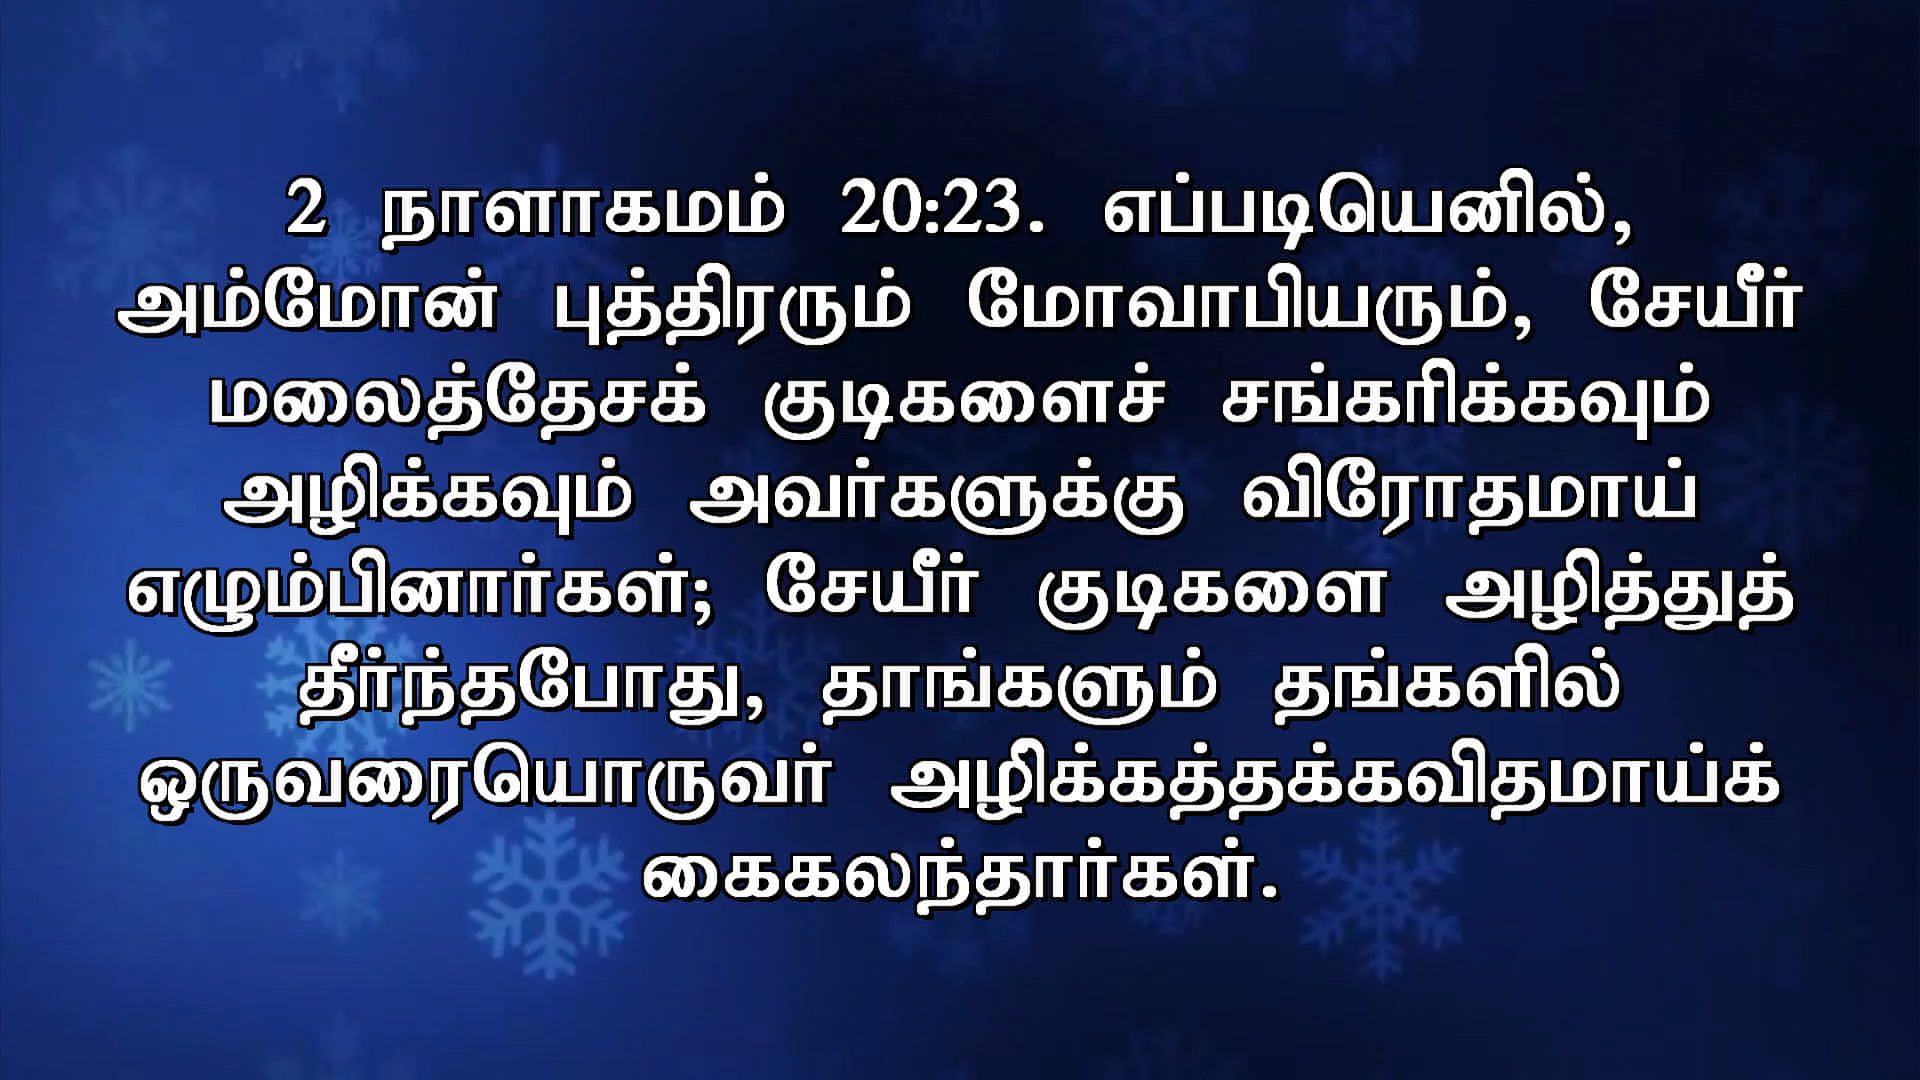 2 நாளாகமம் 20:23. எப்படியெனில்,
அம்மோன் புத்திரரும் மோவாபியரும், சேயீர்
மலைத்தேசக் குடிகளைச் சங்கரிக்கவும்
அழிக்கவும் அவர்களுக்கு விரோதமாய்
எழும்பினார்கள்; சேயீர் குடிகளை அழித்துத்
தீர்ந்தபோது, தாங்களும் தங்களில்
ஒருவரையொருவர் அழிக்கத்தக்கவிதமாய்க்
கைகலந்தார்கள்.